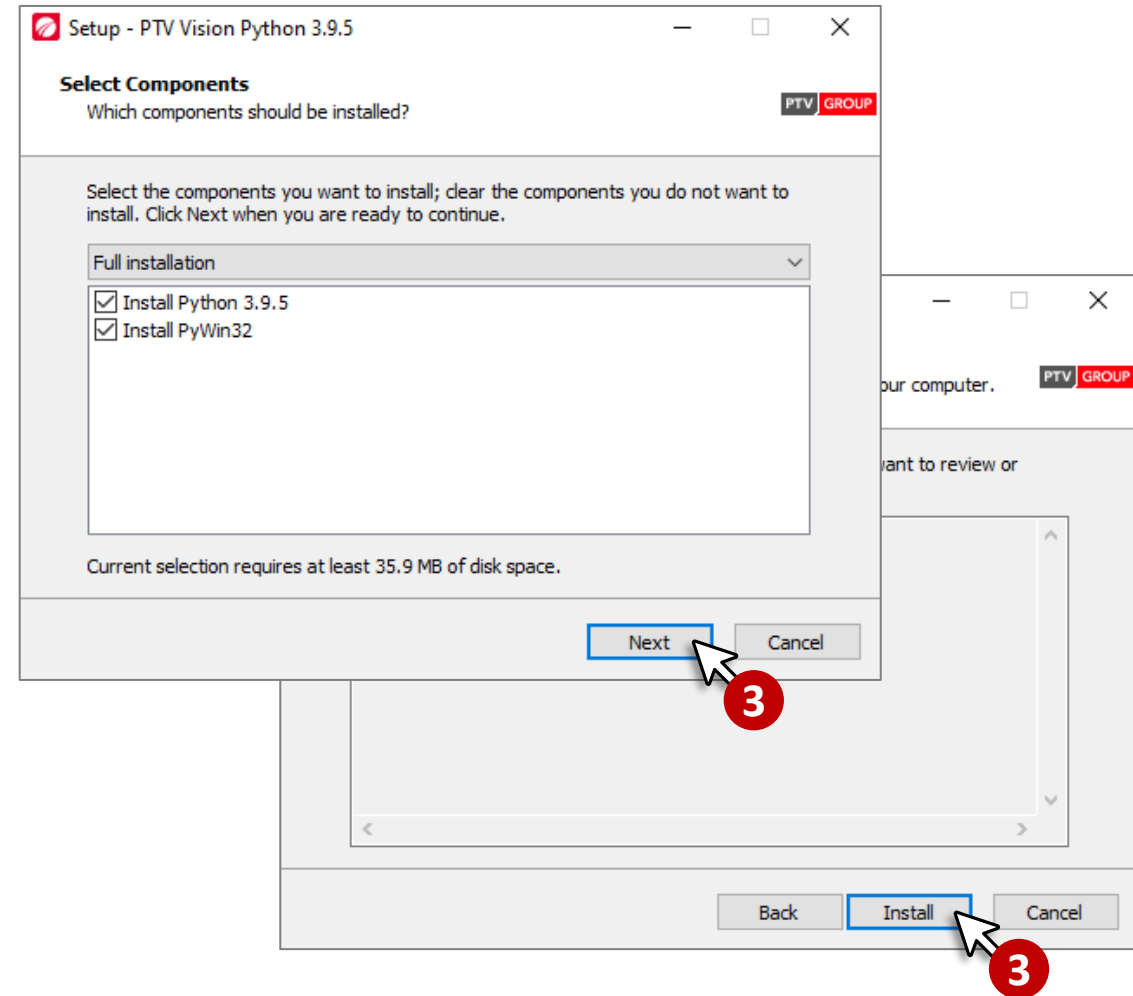 Setup - PTV Vision Python 3.9.5
Select Components
Which components should be installed?
PTV GROUP
Select the components you want to install; clear the components you do not want to
install. Click Next when you are ready to continue.
Full installation
Install Python 3.9.5
Install PyWin32
Current selection requires at least 35.9 MB of disk space.
Next
Cancel
3
our computer.
PTV GROUP
want to review or
Back
Install
Cancel
3